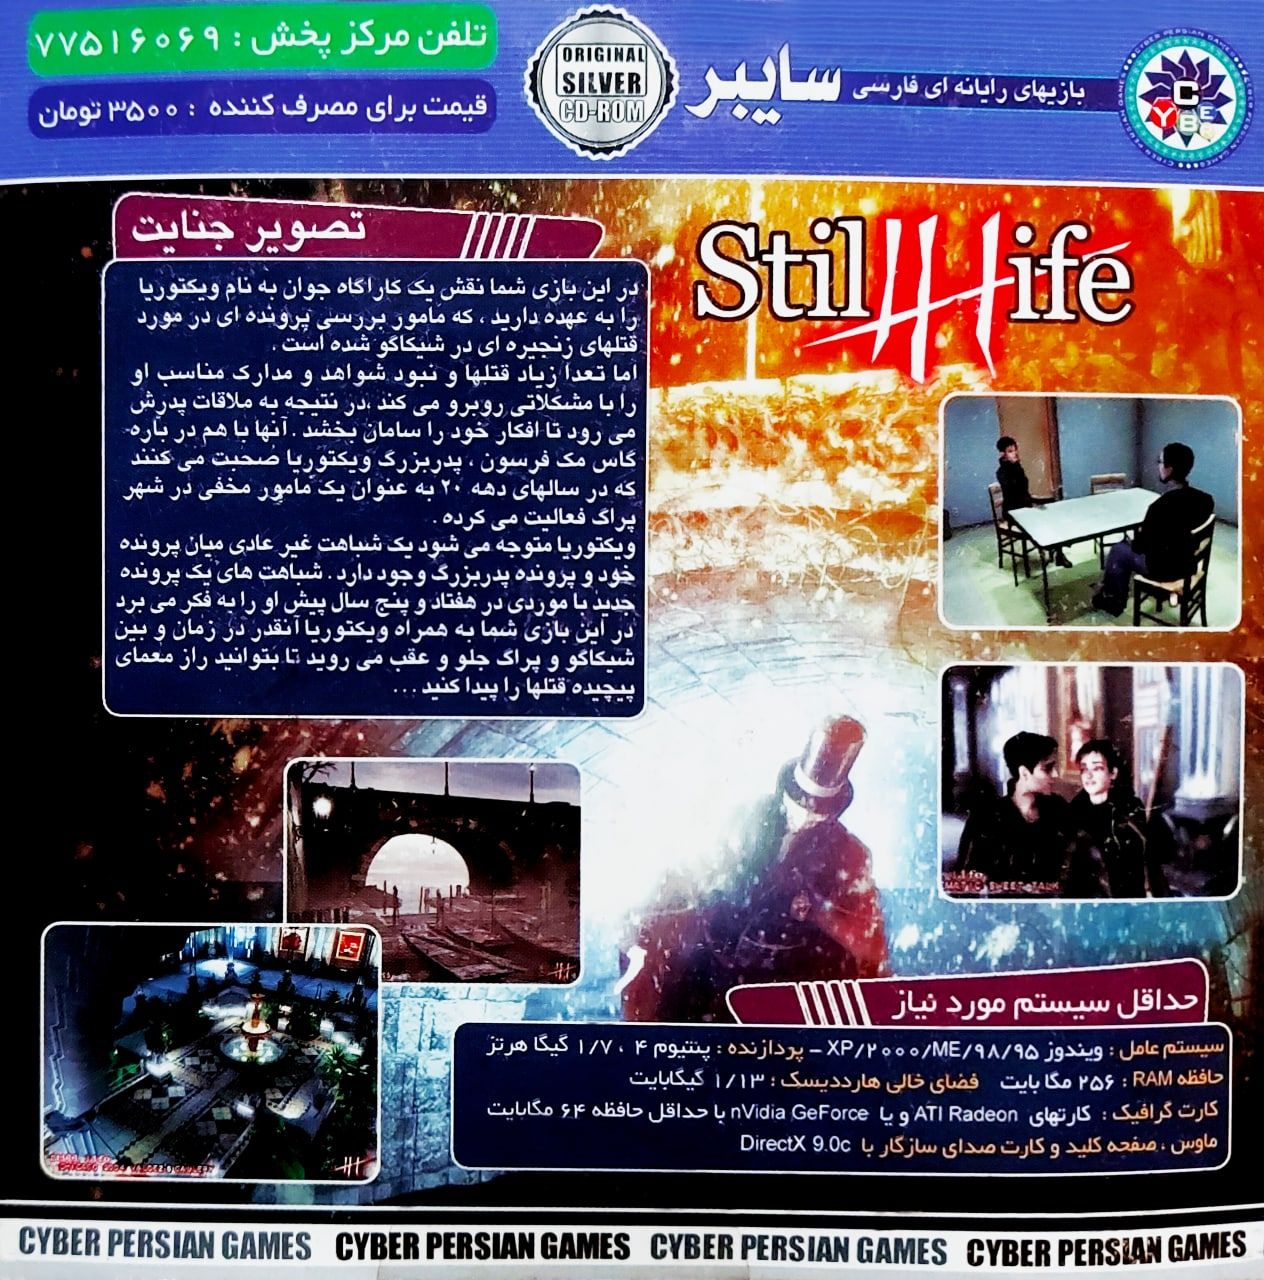 تلفن مرکز پخش : ۷۷۵۱۶۰۶۹
قیمت برای مصرف کننده : ۳۵۰۰ تومان
ORIGINAL
SILVER
CD-ROM
سایبر
بازیهای رایانه ای فارسی
CYBER
تصویر جنایت
Still Life
در این بازی شما نقش یک کاراگاه جوان به نام ویکتوریا
را به عهده دارید ، که مامور بررسی پرونده ای در مورد
قتلهای زنجیره ای در شیکاگو شده است .
اما تعدا زیاد قتلها و نبود شواهد و مدارک مناسب او
را با مشکلاتی روبرو می کند ،در نتیجه به ملاقات پدرش
می رود تا افکار خود را سامان بخشد . آنها با هم در باره
گاس مک فرسون ، پدربزرگ ویکتوریا صحبت می کنند
که در سالهای دهه ۲۰ به عنوان یک مامور مخفی در شهر
پراگ فعالیت می کرده .
ویکتوریا متوجه می شود یک شباهت غیر عادی میان پرونده
خود و پرونده پدربزرگ وجود دارد . شباهت های یک پرونده
جدید با موردی در هفتاد و پنج سال پیش او را به فکر می برد
در این بازی شما به همراه ویکتوریا آنقدر در زمان و بین
شیکاگو و پراگ جلو و عقب می روید تا بتوانید راز معمای
پیچیده قتلها را پیدا کنید ...
حداقل سیستم مورد نیاز
سیستم عامل : ویندوز XP/۲۰۰۰/ME/۹۸/۹۵ – پردازنده : پنتیوم ۴ ، ۱/۷ گیگا هرتز
حافظه RAM : ۲۵۶ مگا بایت فضای خالی هارددیسک : ۱/۱۳ گیگابایت
کارت گرافیک : کارتهای ATI Radeon و یا nVidia GeForce با حداقل حافظه ۶۴ مگابایت
ماوس ، صفحه کلید و کارت صدای سازگار با DirectX 9.0c
CYBER PERSIAN GAMES CYBER PERSIAN GAMES CYBER PERSIAN GAMES CYBER PERSIAN GAMES